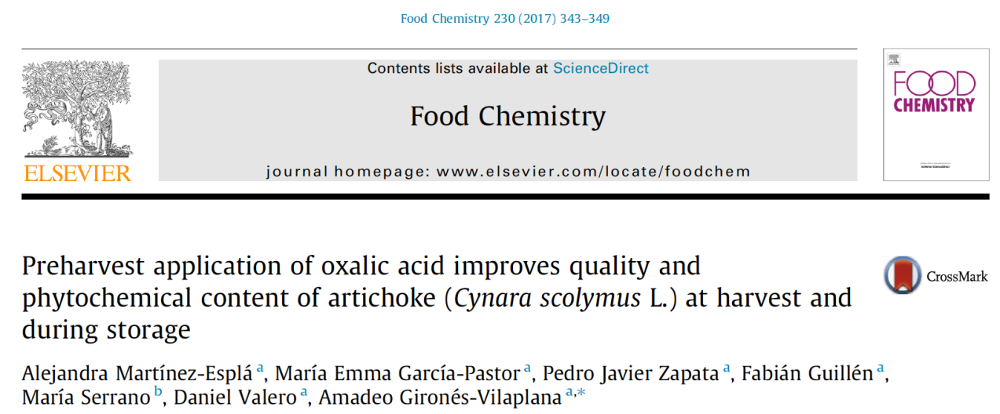 Food Chemistry 230 (2017) 343–349
Contents lists available at ScienceDirect
Food Chemistry
journal homepage: www.elsevier.com/locate/foodchem
ELSEVIER
FOOD
CHEMISTRY
Preharvest application of oxalic acid improves quality and
phytochemical content of artichoke (Cynara scolymus L.) at harvest and
during storage
CrossMark
Alejandra Martínez-Esplá a, María Emma García-Pastor a, Pedro Javier Zapata a, Fabián Guillén a,
María Serrano b, Daniel Valero a, Amadeo Gironés-Vilaplana a,*